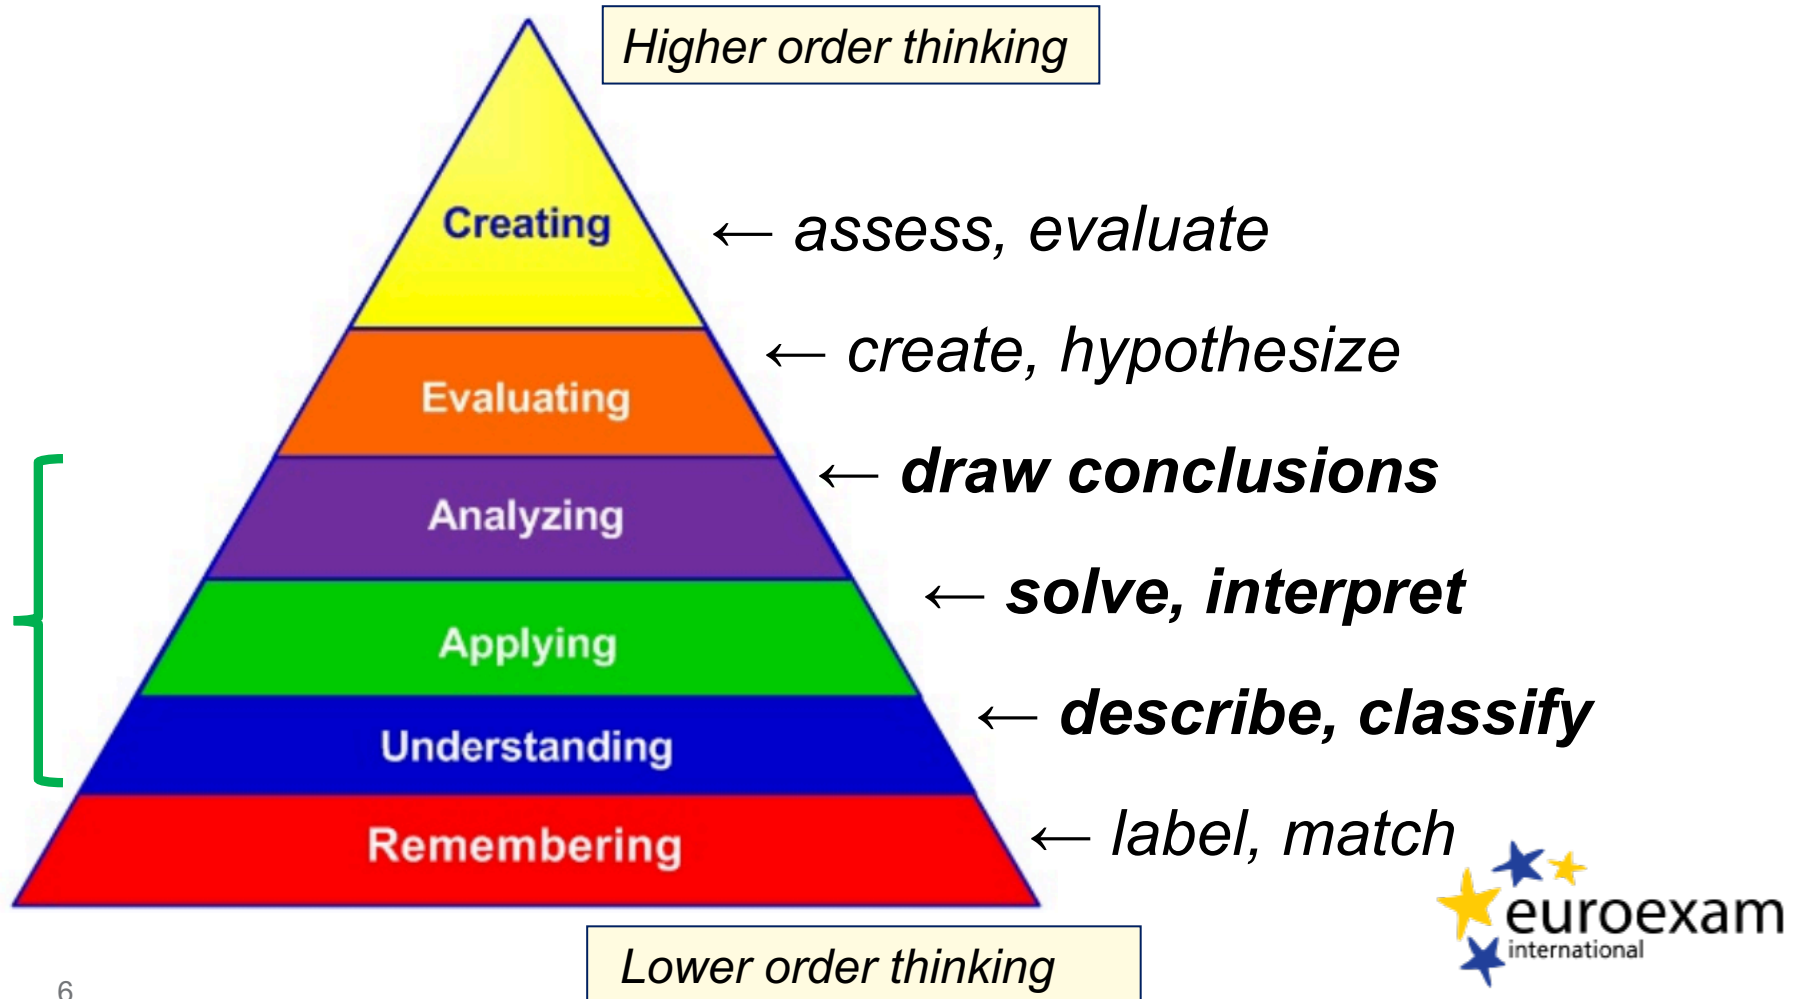 Higher order thinking
Creating
← assess, evaluate
← create, hypothesize
Evaluating
← draw conclusions
Analyzing
← solve, interpret
Applying
← describe, classify
Understanding
← label, match
Remembering
euroexam
international
Lower order thinking
6